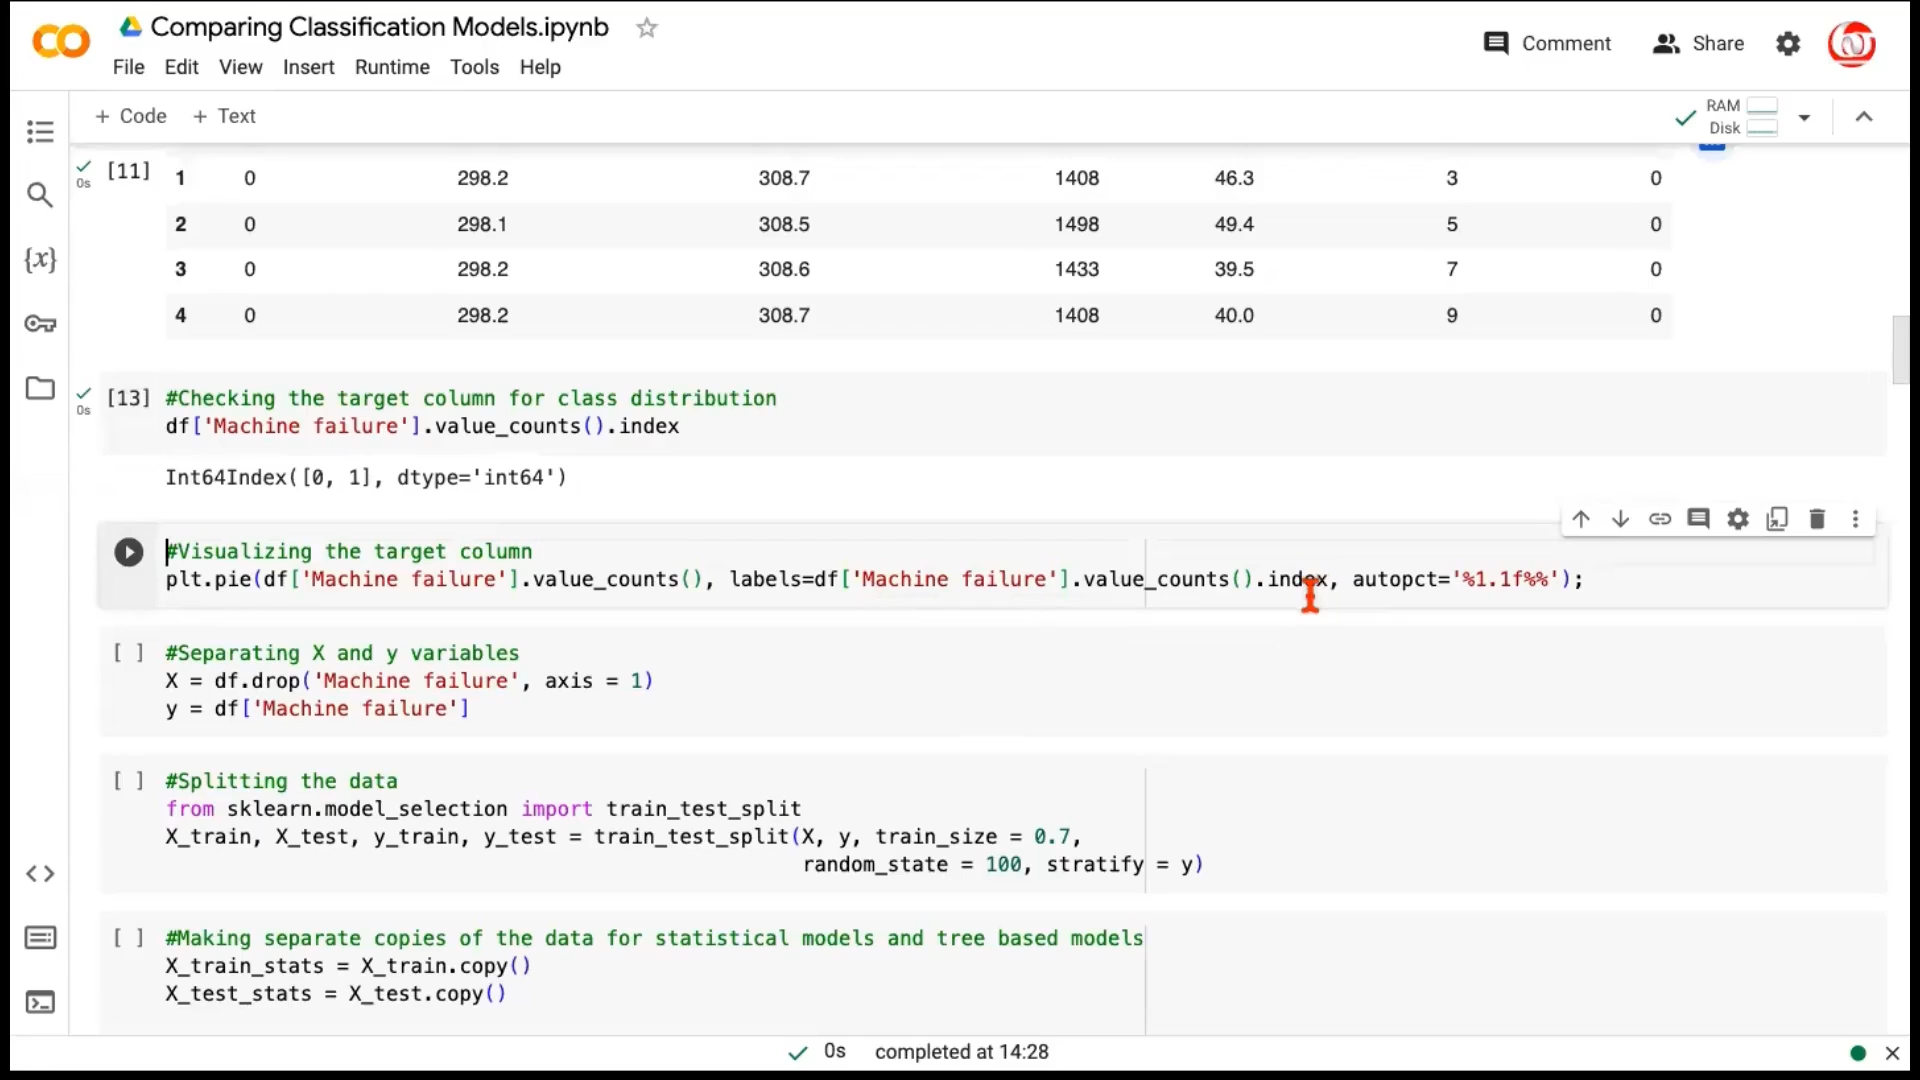 Comparing Classification Models.ipynb
Comment
Share
File Edit View Insert Runtime Tools Help
+ Code + Text
RAM
Disk
[11]
0s
1 0 298.2 308.7 1408 46.3 3 0
2 0 298.1 308.5 1498 49.4 5 0
3 0 298.2 308.6 1433 39.5 7 0
4 0 298.2 308.7 1408 40.0 9 0
[13] #Checking the target column for class distribution
0s
df['Machine failure'].value_counts().index
Int64Index([0, 1], dtype='int64')
#Visualizing the target column
plt.pie(df['Machine failure'].value_counts(), labels=df['Machine failure'].value_counts().index, autopct='%1.1f%%');
[ ] #Separating X and y variables
X = df.drop('Machine failure', axis = 1)
y = df['Machine failure']
[ ] #Splitting the data
from sklearn.model_selection import train_test_split
X_train, X_test, y_train, y_test = train_test_split(X, y, train_size = 0.7,
random_state = 100, stratify = y)
[ ] #Making separate copies of the data for statistical models and tree based models
X_train_stats = X_train.copy()
X_test_stats = X_test.copy()
0s completed at 14:28